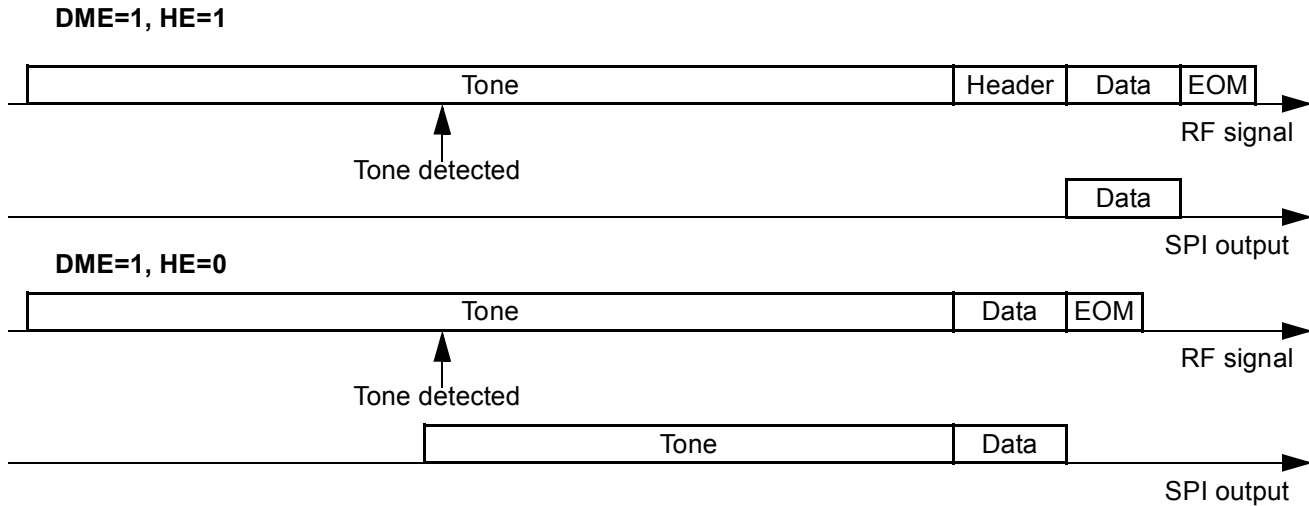 DME=1, HE=1
Tone Header Data EOM
RF signal
Tone detected
Data
SPI output
DME=1, HE=0
Tone Data EOM
RF signal
Tone detected
Tone Data
SPI output